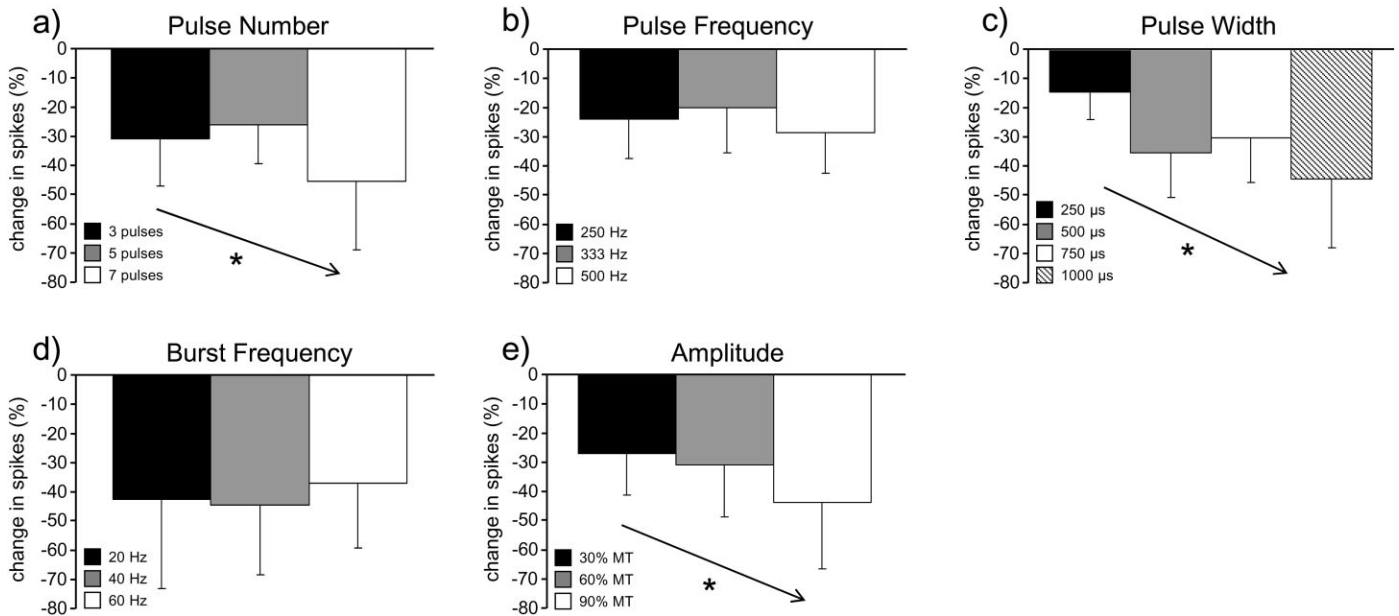 a) Pulse Number
change in spikes (%)
0
-10
-20
-30
-40
-50
-60
-70
-80
3 pulses
5 pulses
7 pulses
*
b) Pulse Frequency
change in spikes (%)
0
-10
-20
-30
-40
-50
-60
-70
-80
250 Hz
333 Hz
500 Hz
c) Pulse Width
change in spikes (%)
0
-10
-20
-30
-40
-50
-60
-70
-80
250 µs
500 µs
750 µs
1000 µs
*
d) Burst Frequency
change in spikes (%)
0
-10
-20
-30
-40
-50
-60
-70
-80
20 Hz
40 Hz
60 Hz
e) Amplitude
change in spikes (%)
0
-10
-20
-30
-40
-50
-60
-70
-80
30% MT
60% MT
90% MT
*